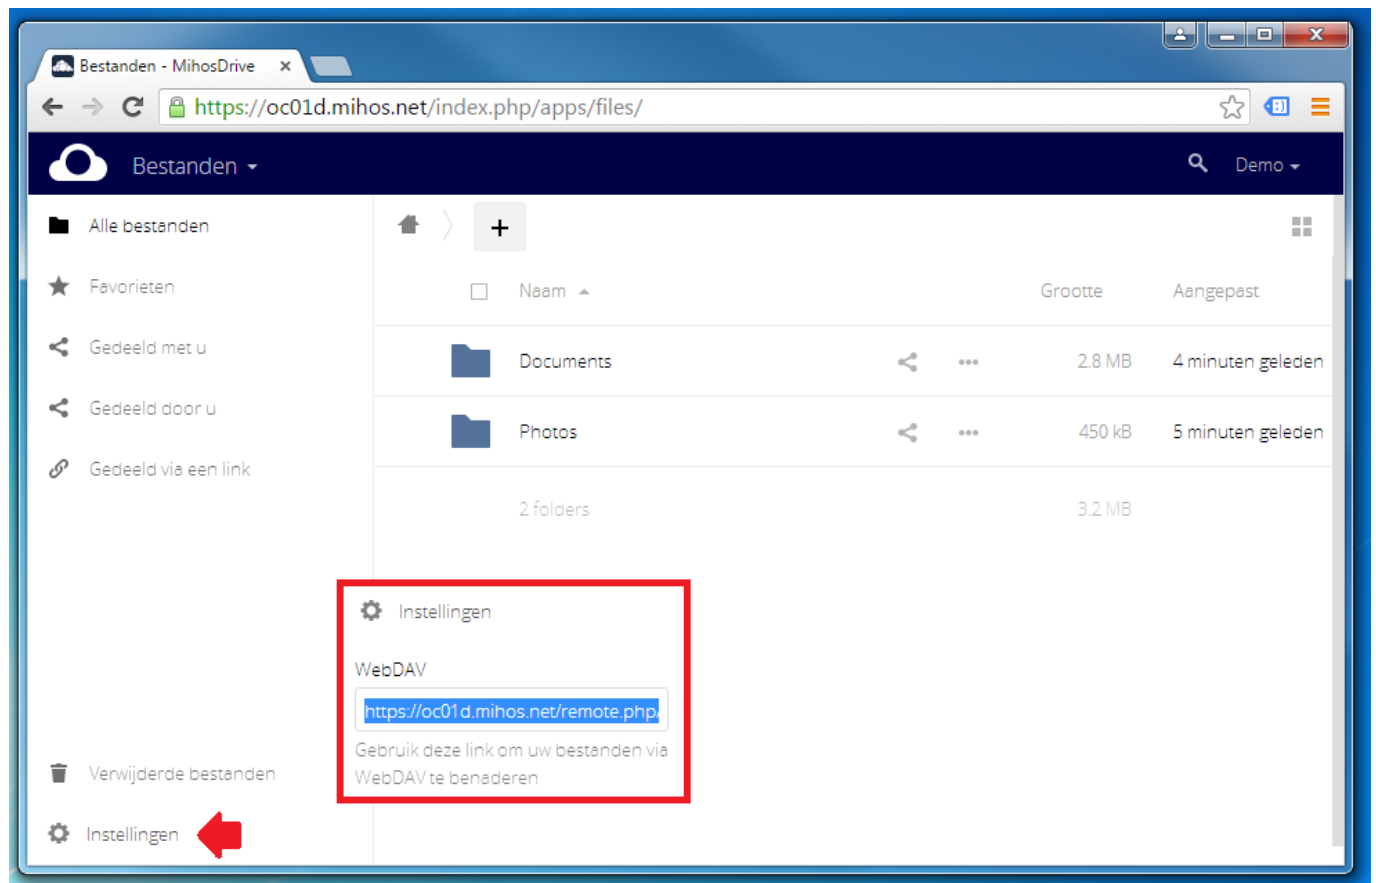 Bestanden - MihosDrive
https://oc01d.mihos.net/index.php/apps/files/
Bestanden
Demo
Alle bestanden
Favorieten
Gedeeld met u
Gedeeld door u
Gedeeld via een link
Naam Grootte Aangepast
Documents 2.8 MB 4 minuten geleden
Photos 450 kB 5 minuten geleden
2 folders 3.2 MB
Instellingen
WebDAV
https://oc01d.mihos.net/remote.php/
Gebruik deze link om uw bestanden via
WebDAV te benaderen
Verwijderde bestanden
Instellingen